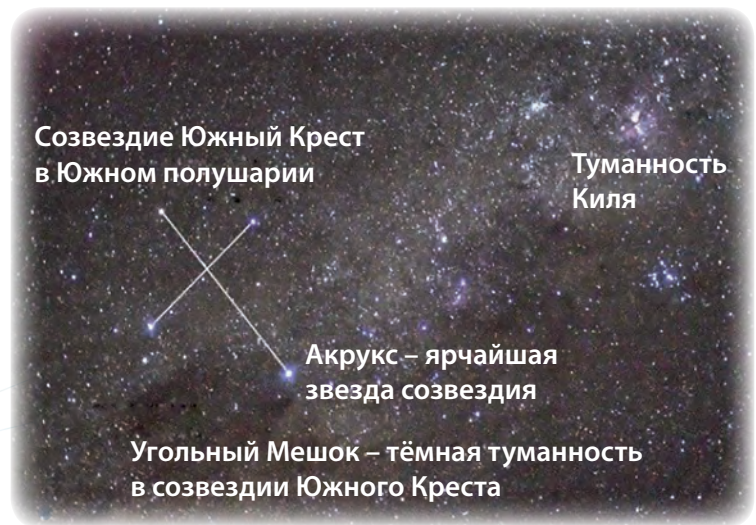 Созвездие Южный Крест
в Южном полушарии
Туманность
Киля
Акрукс – ярчайшая
звезда созвездия
Угольный Мешок – тёмная туманность
в созвездии Южного Креста